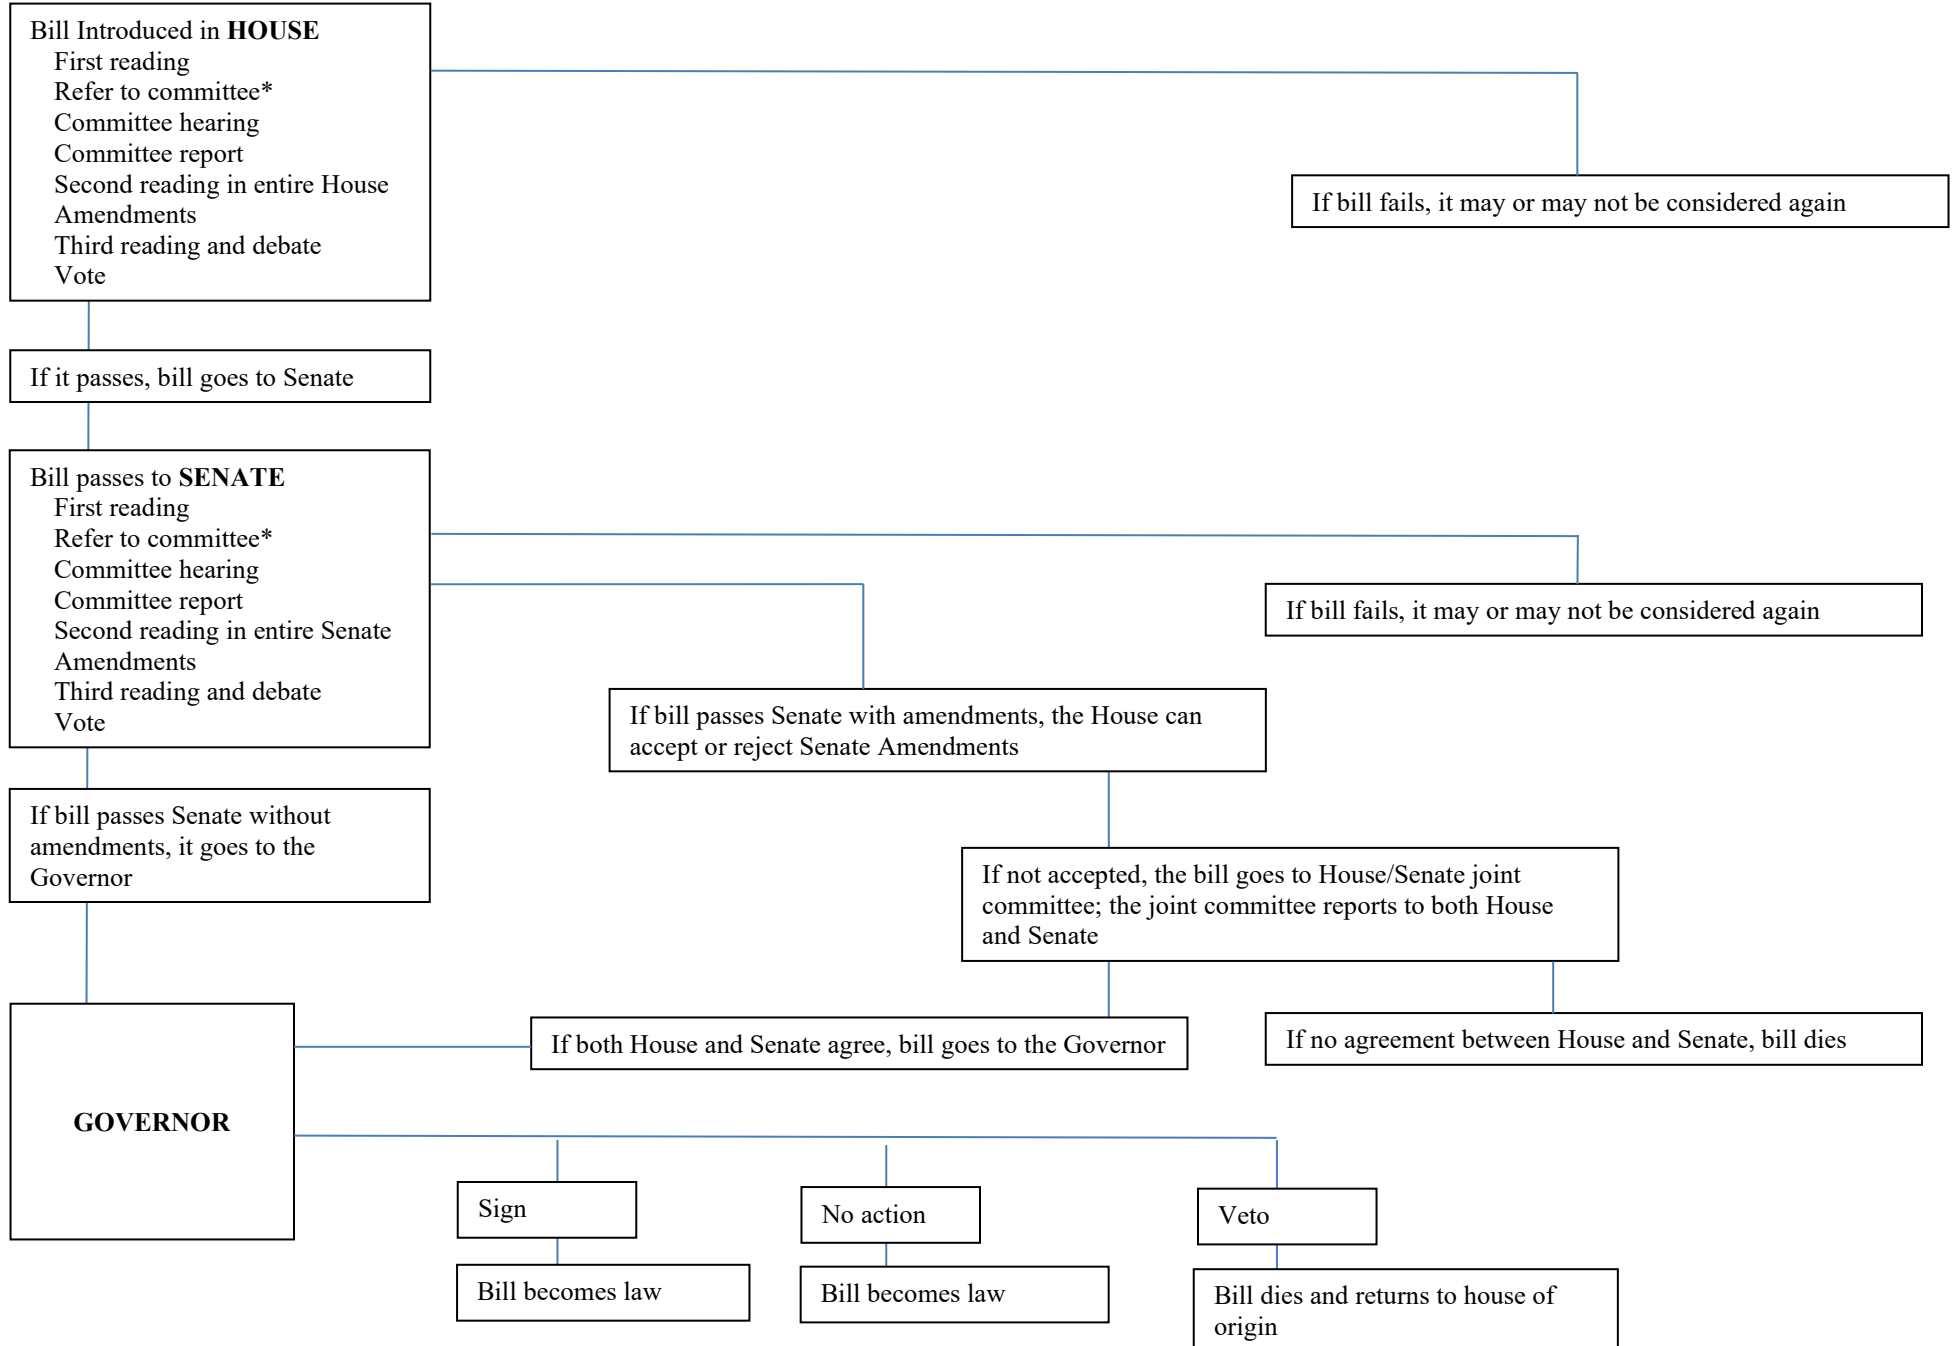 Bill Introduced in HOUSE
First reading
Refer to committee*
Committee hearing
Committee report
Second reading in entire House
Amendments
Third reading and debate
Vote
If bill fails, it may or may not be considered again
If it passes, bill goes to Senate
Bill passes to SENATE
First reading
Refer to committee*
Committee hearing
Committee report
Second reading in entire Senate
Amendments
Third reading and debate
Vote
If bill fails, it may or may not be considered again
If bill passes Senate with amendments, the House can
accept or reject Senate Amendments
If bill passes Senate without
amendments, it goes to the
Governor
If not accepted, the bill goes to House/Senate joint
committee; the joint committee reports to both House
and Senate
If both House and Senate agree, bill goes to the Governor
If no agreement between House and Senate, bill dies
GOVERNOR
Sign
No action
Veto
Bill becomes law
Bill becomes law
Bill dies and returns to house of
origin